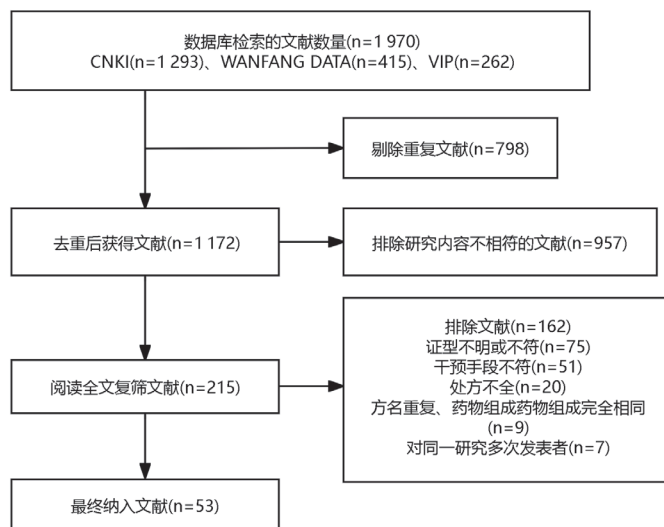 数据库检索的文献数量(n=1 970)
CNKI(n=1 293)、WANFANG DATA(n=415)、VIP(n=262)
剔除重复文献(n=798)
去重后获得文献(n=1 172)
排除研究内容不相符的文献(n=957)
阅读全文复筛文献(n=215)
排除文献(n=162)
证型不明或不符(n=75)
干预手段不符(n=51)
处方不全(n=20)
方名重复、药物组成药物组成完全相同
(n=9)
对同一研究多次发表者(n=7)
最终纳入文献(n=53)